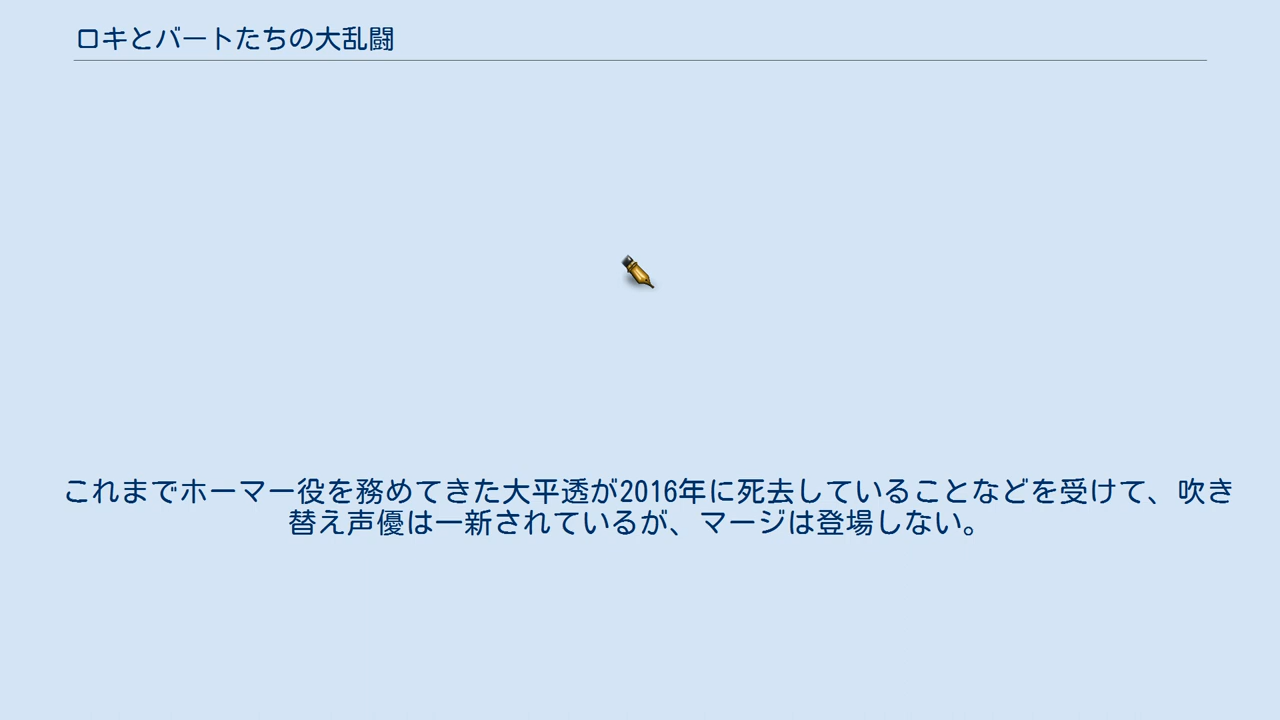 ロキとバートたちの大乱闘
これまでホーマー役を務めてきた大平透が2016年に死去していることなどを受けて、吹き
替え声優は一新されているが、マージは登場しない。